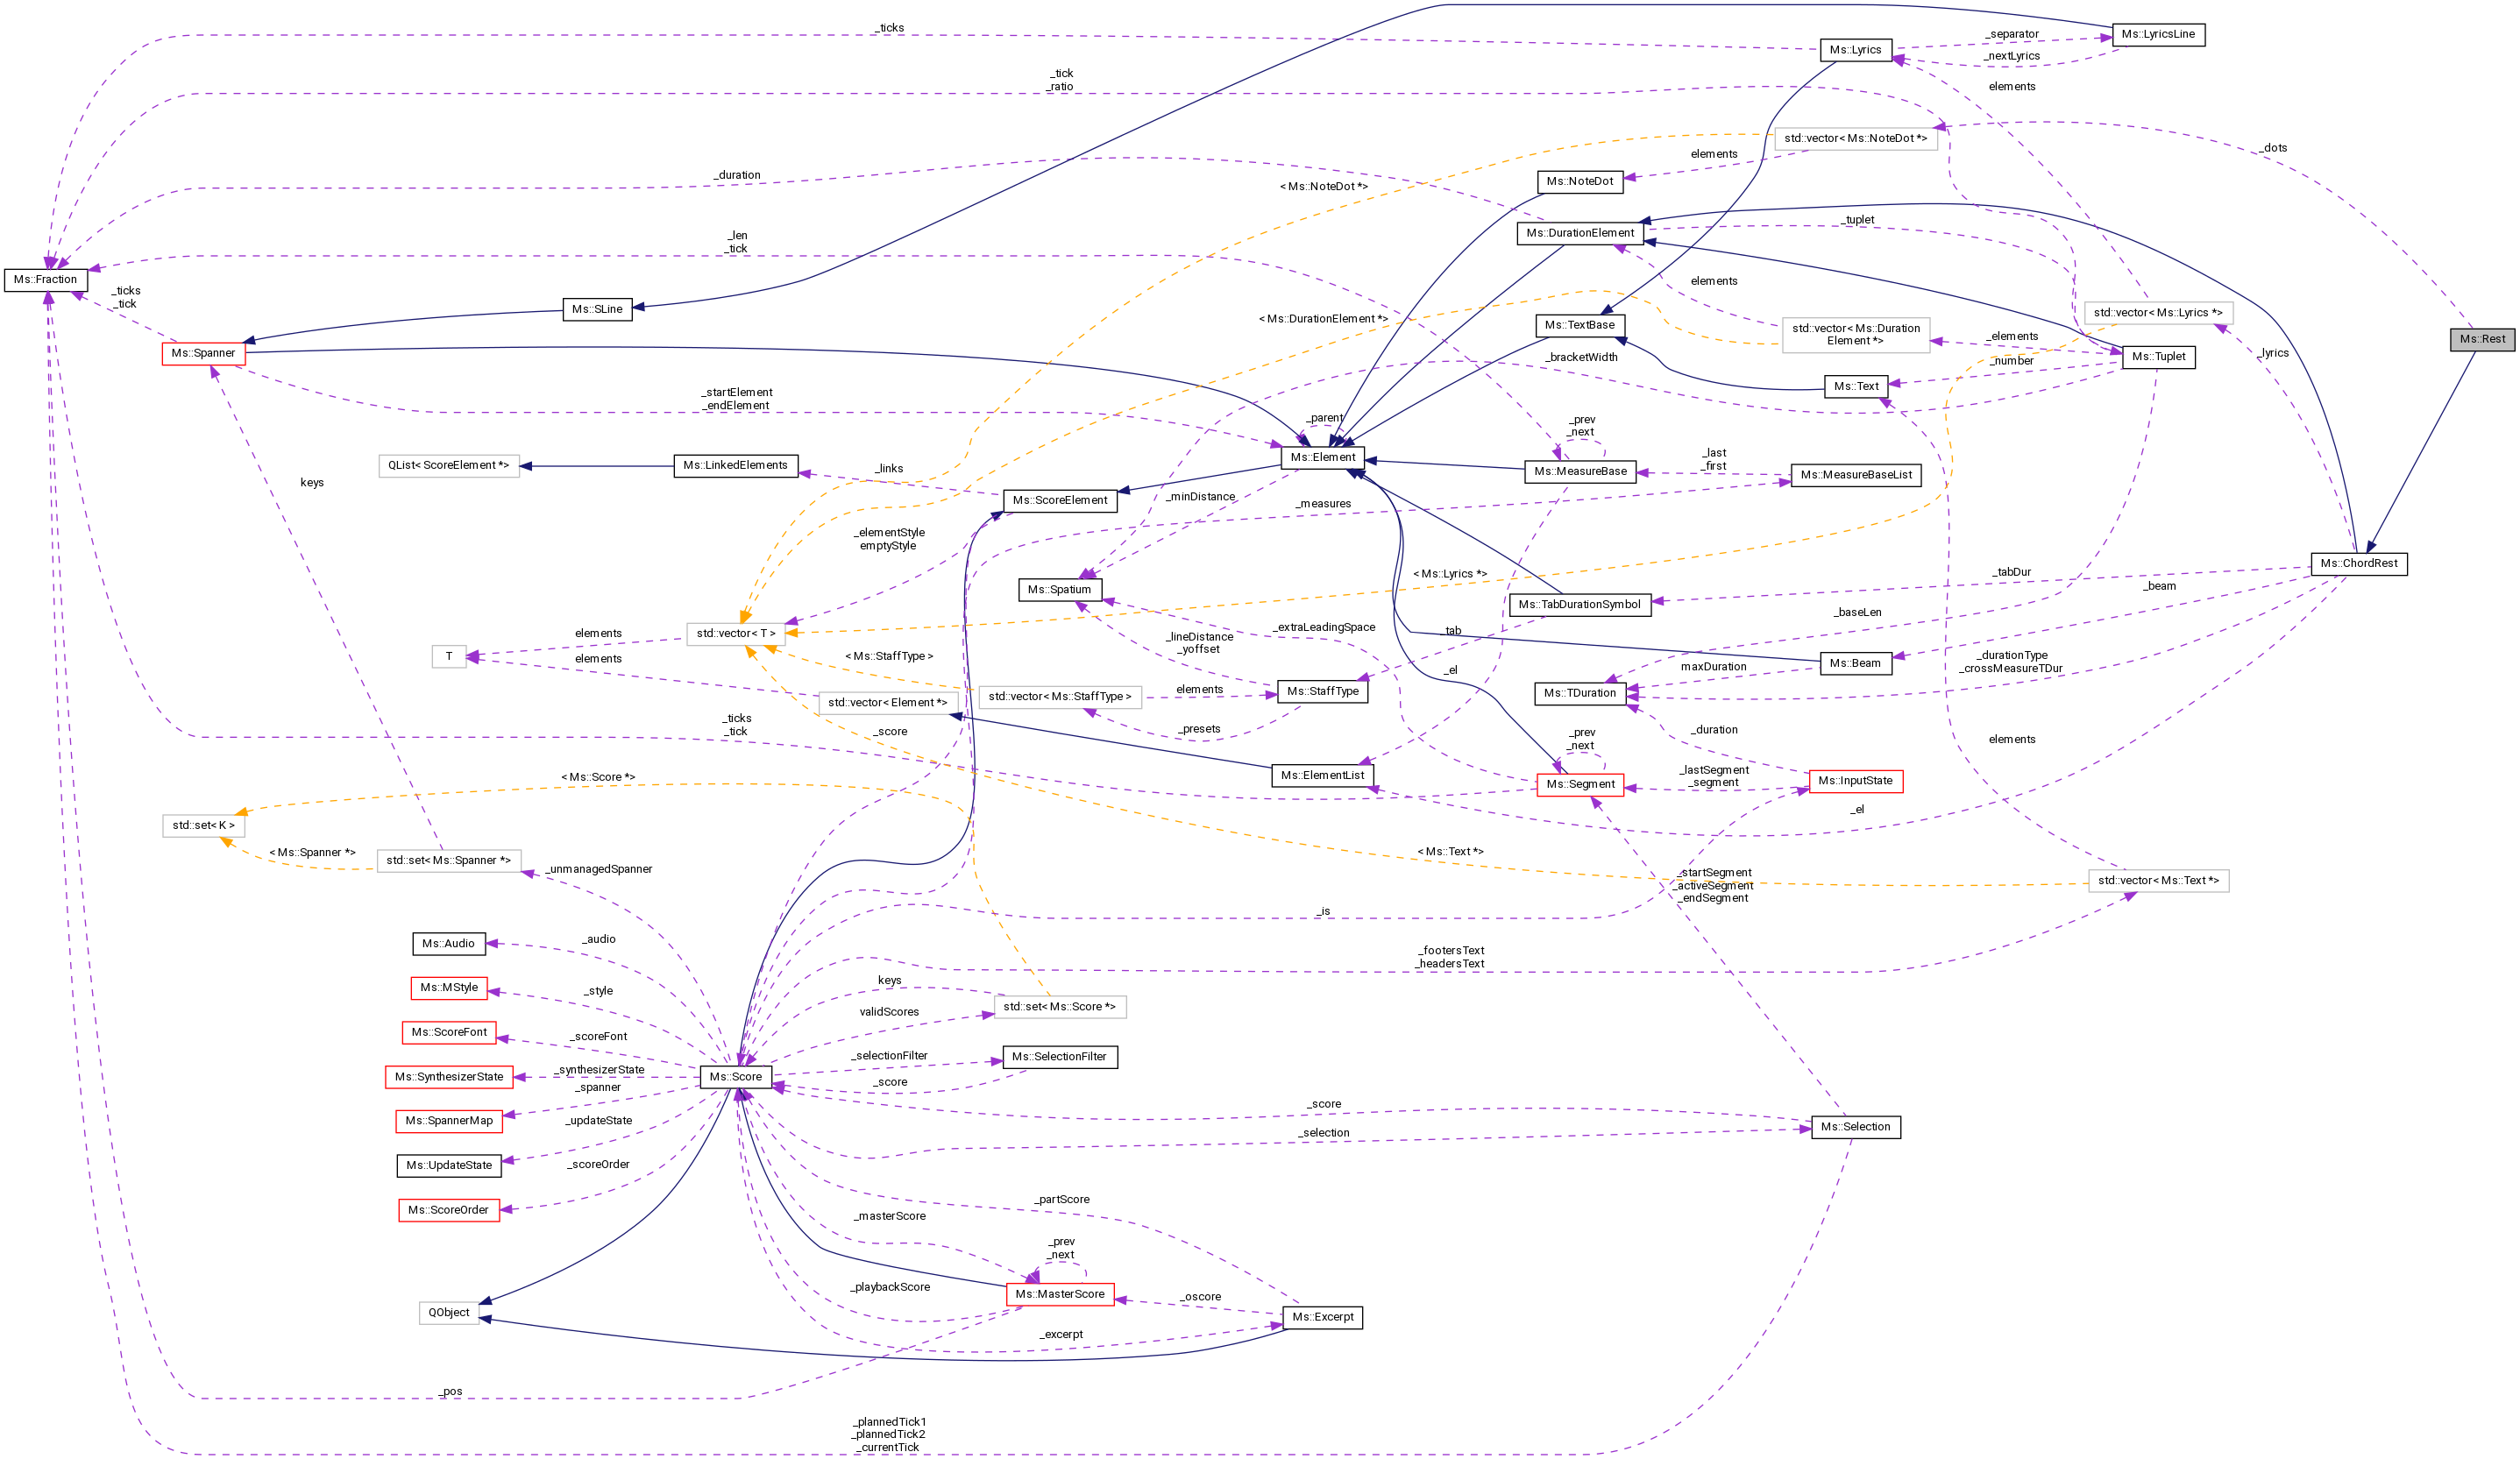 _ticks
Ms::Lyrics
_separator
Ms::LyricsLine
_nextLyrics
_tick
_ratio
elements
std::vector< Ms::NoteDot *>
_dots
elements
_duration
< Ms::NoteDot *>
Ms::NoteDot
_tuplet
Ms::DurationElement
_len
_tick
Ms::Fraction
elements
_ticks
_tick
Ms::SLine
< Ms::DurationElement *>
Ms::TextBase
std::vector< Ms::Duration
Element *>
std::vector< Ms::Lyrics *>
_elements
Ms::Rest
Ms::Spanner
_bracketWidth
_number
Ms::Tuplet
_lyrics
_startElement
_endElement
Ms::Text
_parent
_prev
_next
Ms::Element
QList< ScoreElement *>
Ms::LinkedElements
_links
Ms::MeasureBase
_last
_first
Ms::MeasureBaseList
keys
Ms::ScoreElement
_minDistance
_measures
_elementStyle
emptyStyle
Ms::Spatium
< Ms::Lyrics *>
_tabDur
Ms::ChordRest
Ms::TabDurationSymbol
_beam
_baseLen
std::vector< T >
elements
T
elements
_extraLeadingSpace
_tab
_lineDistance
_yoffset
< Ms::StaffType >
_el
maxDuration
Ms::Beam
_durationType
_crossMeasureTDur
std::vector< Ms::StaffType >
elements
Ms::StaffType
Ms::TDuration
std::vector< Element *>
_ticks
_tick
_score
_presets
_prev
_next
_duration
elements
< Ms::Score *>
Ms::ElementList
Ms::Segment
_lastSegment
_segment
Ms::InputState
_el
std::set< K >
< Ms::Spanner *>
std::set< Ms::Spanner *>
_unmanagedSpanner
< Ms::Text *>
_startSegment
_activeSegment
_endSegment
std::vector< Ms::Text *>
_is
Ms::Audio
_audio
_footersText
_headersText
Ms::MStyle
_style
keys
std::set< Ms::Score *>
validScores
Ms::ScoreFont
_scoreFont
_selectionFilter
Ms::SelectionFilter
Ms::SynthesizerState
_synthesizerState
Ms::Score
_score
_spanner
Ms::SpannerMap
_updateState
_score
_selection
Ms::Selection
Ms::UpdateState
_scoreOrder
Ms::ScoreOrder
_partScore
_masterScore
_prev
_next
_playbackScore
Ms::MasterScore
_oscore
Ms::Excerpt
QObject
_excerpt
_pos
_plannedTick1
_plannedTick2
_currentTick